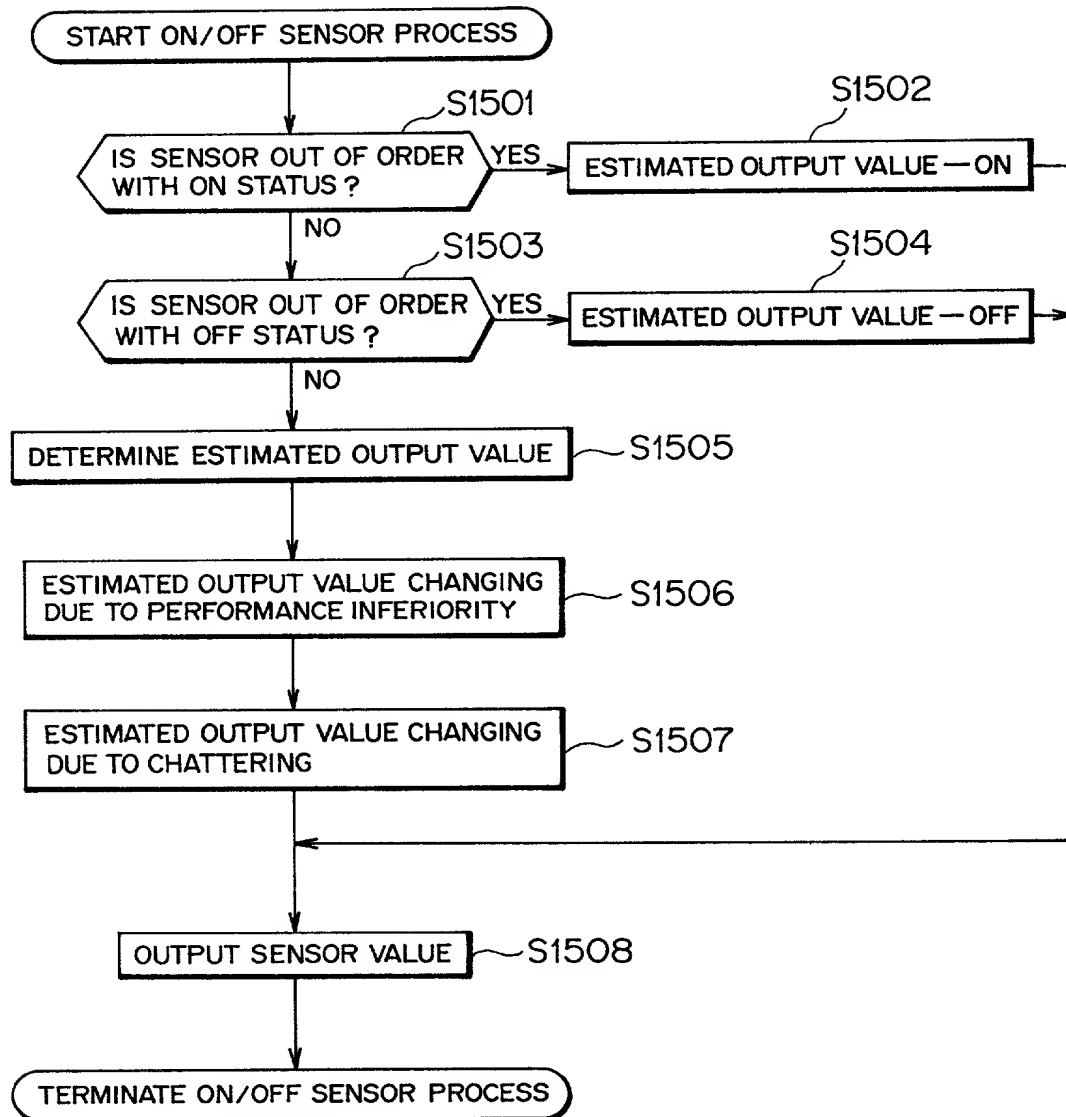 START ON/OFF SENSOR PROCESS
S1501
S1502
IS SENSOR OUT OF ORDER
WITH ON STATUS?
YES
ESTIMATED OUTPUT VALUE—ON
NO
S1503
S1504
IS SENSOR OUT OF ORDER
WITH OFF STATUS?
YES
ESTIMATED OUTPUT VALUE—OFF
NO
DETERMINE ESTIMATED OUTPUT VALUE
S1505
ESTIMATED OUTPUT VALUE CHANGING
DUE TO PERFORMANCE INFERIORITY
S1506
ESTIMATED OUTPUT VALUE CHANGING
DUE TO CHATTERING
S1507
OUTPUT SENSOR VALUE
S1508
TERMINATE ON/OFF SENSOR PROCESS